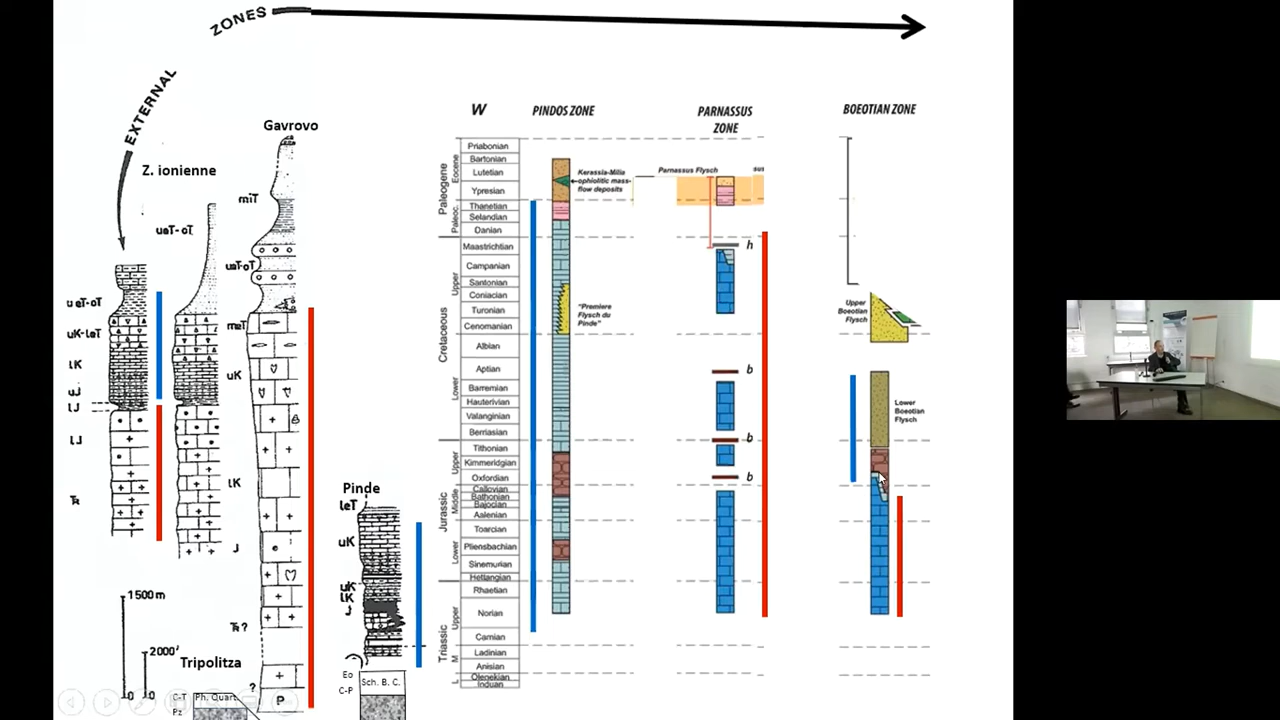 ZONES
EXTERNAL
Gavrovo
Z. ionienne
miT
uaT-oT
uaT-oT
u eT-oT
uK-leT
lK
uJ
lJ
lJ
Tr
meT
uK
lK
J
Tr ?
?
P
1500 m
2000'
0
0
Tripolitza
C-T
Ph. Quart.
Pz
Pinde
leT
uK
uK
lK
J
Eo
C-P
Sch. B. C.
W
PINDOS ZONE
PARNASSUS
ZONE
BOEOTIAN ZONE
Paleogene
Eocene
Paleoc.
Priabonian
Bartonian
Lutetian
Ypresian
Thanetian
Selandian
Danian
Cretaceous
Upper
Lower
Maastrichtian
Campanian
Santonian
Coniacian
Turonian
Cenomanian
Albian
Aptian
Barremian
Hauterivian
Valanginian
Berriasian
Jurassic
Upper
Middle
Lower
Tithonian
Kimmeridgian
Oxfordian
Callovian
Bathonian
Bajocian
Aalenian
Toarcian
Pliensbachian
Sinemurian
Hettangian
Triassic
Upper
M
L
Rhaetian
Norian
Carnian
Ladinian
Anisian
Olenekian
Induan
Kerassia-Milia
ophiolitic mass-
flow deposits
"Premiere
Flysch du
Pinde"
Parnassus Flysch
sus
h
b
b
b
Upper
Boeotian
Flysch
Lower
Boeotian
Flysch